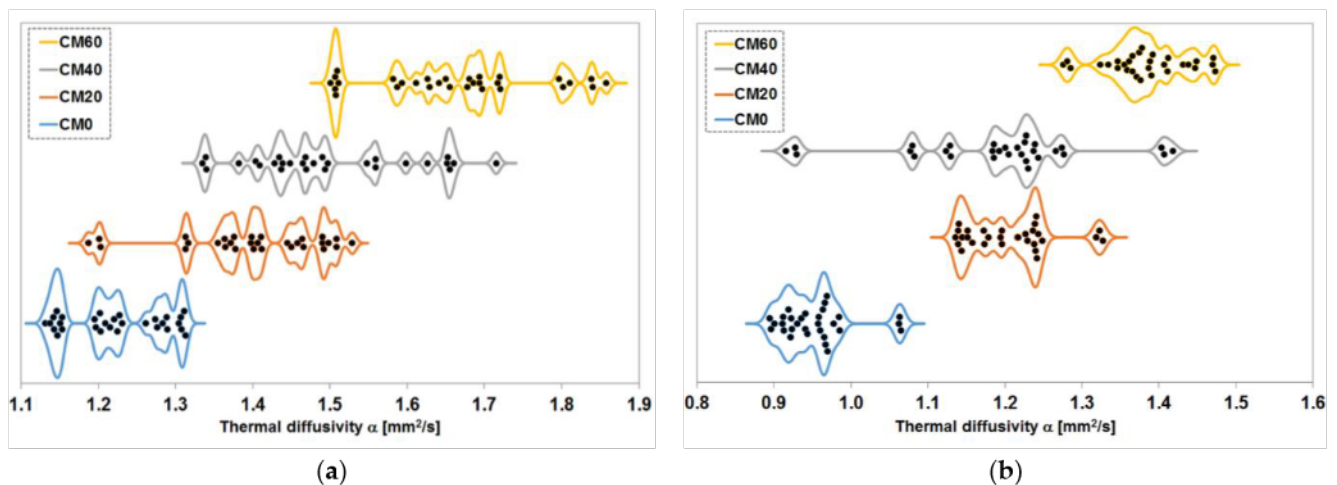 CM60
CM40
CM20
CM0
1.1 1.2 1.3 1.4 1.5 1.6 1.7 1.8 1.9
Thermal diffusivity α [mm²/s]
(a)
CM60
CM40
CM20
CM0
0.8 0.9 1.0 1.1 1.2 1.3 1.4 1.5 1.6
Thermal diffusivity α [mm²/s]
(b)